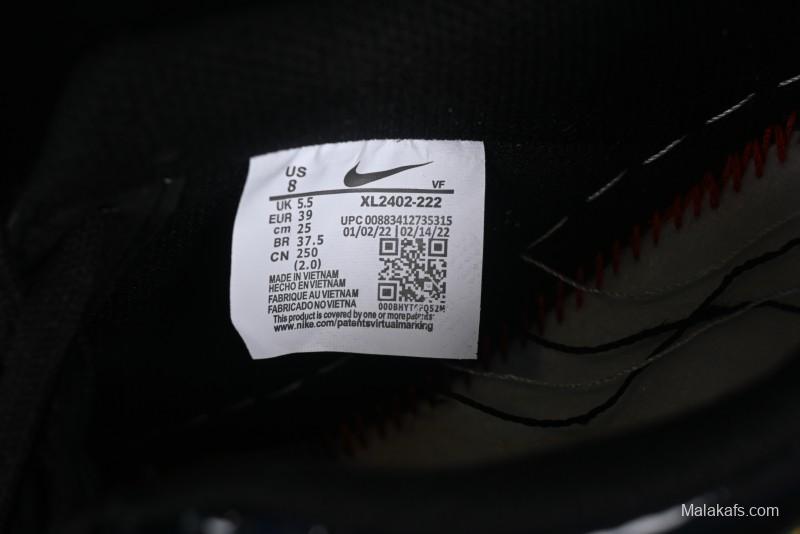 US
8
VF
UK 5.5
EUR 39
cm 25
BR 37.5
CN 250
(2.0)
XL2402-222
UPC 00883412735315
01/02/22 | 02/14/22
MADE IN VIETNAM
HECHO EN VIETNAM
FABRIQUE AU VIETNAM
FABRICADO NO VIETNA
This product is covered by one or more patents
www.nike.com/patentsvirtualmarking
Malakafs.com